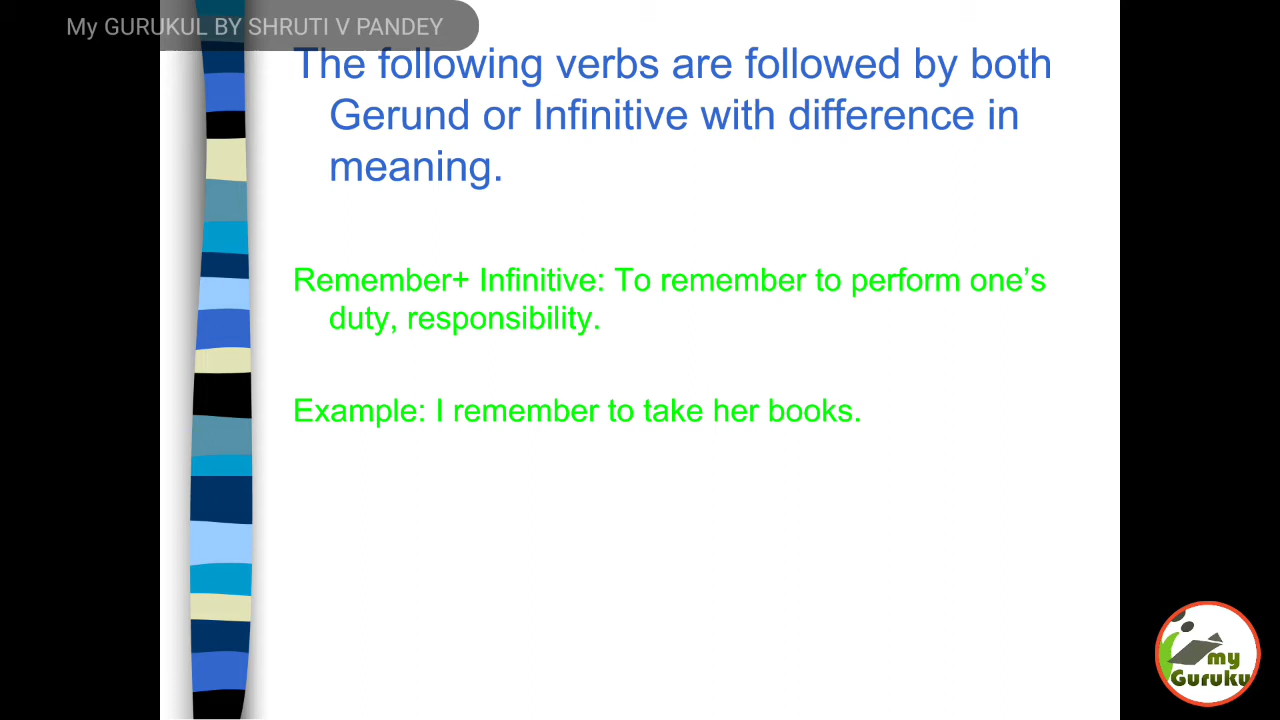 My GURUKUL BY SHRUTI V PANDEY
The following verbs are followed by both
Gerund or Infinitive with difference in
meaning.
Remember+ Infinitive: To remember to perform one’s
duty, responsibility.
Example: I remember to take her books.
my
Guruku